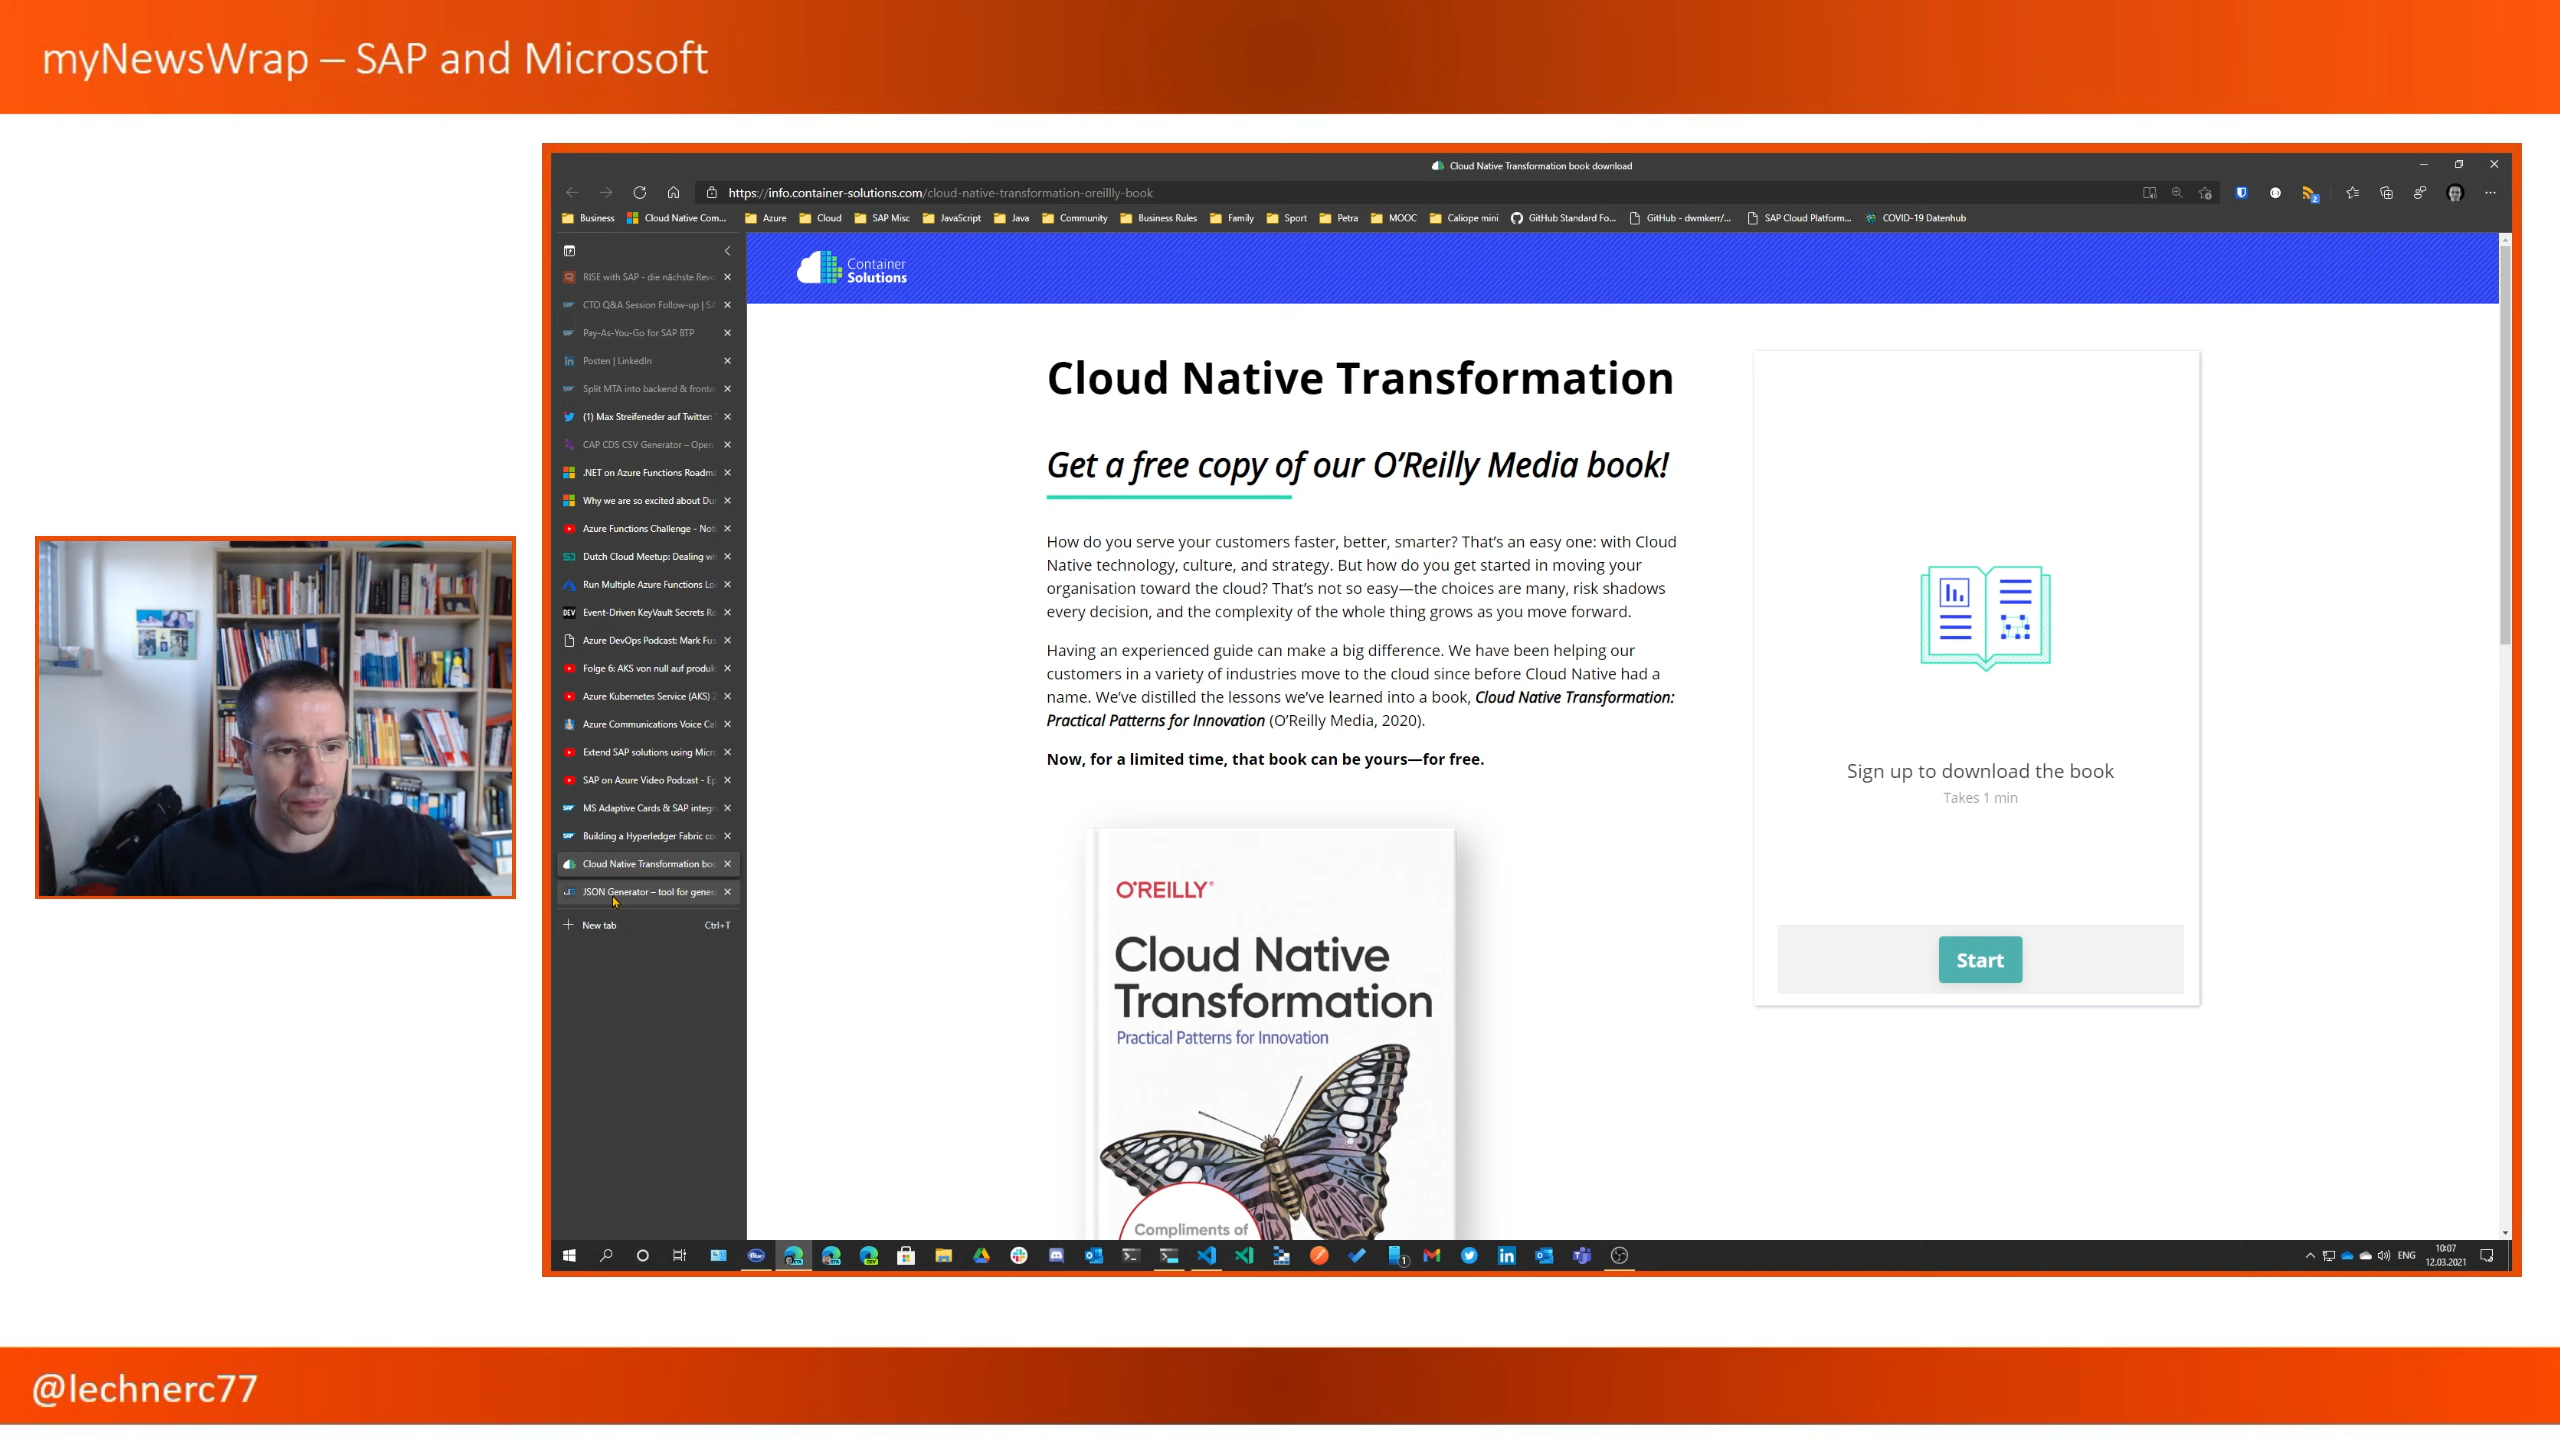 myNewsWrap – SAP and Microsoft
Cloud Native Transformation book download
https://info.container-solutions.com/cloud-native-transformation-oreillly-book
Business
Cloud Native Com...
Azure
Cloud
SAP Misc
JavaScript
Java
Community
Business Rules
Family
Sport
Petra
MOOC
Caliope mini
GitHub Standard Fo...
GitHub - dwmkerr/...
SAP Cloud Platform...
COVID-19 Datenhub
RISE with SAP - die nächste Revo
CTO Q&A Session Follow-up | SA
Pay-As-You-Go for SAP BTP
Posten | LinkedIn
Split MTA into backend & fronte
(1) Max Streifeneder auf Twitter:
CAP CDS CSV Generator – Open
.NET on Azure Functions Roadma
Why we are so excited about Du
Azure Functions Challenge - Not
Dutch Cloud Meetup: Dealing wi
Run Multiple Azure Functions Lo
DEV Event-Driven KeyVault Secrets Ro
Azure DevOps Podcast: Mark Fus
Folge 6: AKS von null auf produk
Azure Kubernetes Service (AKS) 
Azure Communications Voice Ca
Extend SAP solutions using Micro
SAP on Azure Video Podcast - Ep
MS Adaptive Cards & SAP integr
Building a Hyperledger Fabric co
Cloud Native Transformation boo
JSON Generator – tool for gener
New tab Ctrl+T
Container
Solutions
Cloud Native Transformation
Get a free copy of our O'Reilly Media book!
How do you serve your customers faster, better, smarter? That's an easy one: with Cloud
Native technology, culture, and strategy. But how do you get started in moving your
organisation toward the cloud? That's not so easy—the choices are many, risk shadows
every decision, and the complexity of the whole thing grows as you move forward.
Having an experienced guide can make a big difference. We have been helping our
customers in a variety of industries move to the cloud since before Cloud Native had a
name. We've distilled the lessons we've learned into a book, Cloud Native Transformation:
Practical Patterns for Innovation (O'Reilly Media, 2020).
Now, for a limited time, that book can be yours—for free.
O'REILLY
Cloud Native
Transformation
Practical Patterns for Innovation
Compliments of
Sign up to download the book
Takes 1 min
Start
ENG
10:07
12.03.2021
@lechnerc77